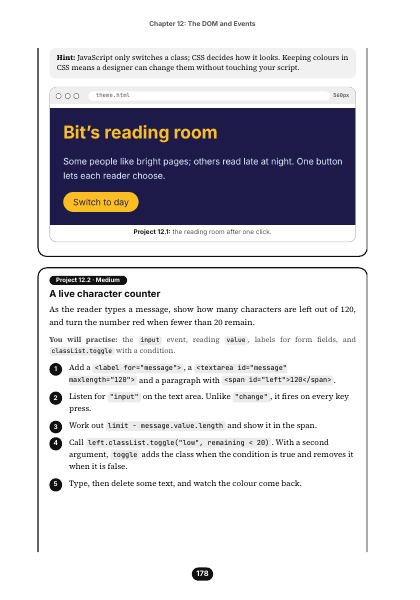 Chapter 12: The DOM and Events
Hint: JavaScript only switches a class; CSS decides how it looks. Keeping colours in
CSS means a designer can change them without touching your script.
theme.html
560px
Bit's reading room
Some people like bright pages; others read late at night. One button
lets each reader choose.
Switch to day
Project 12.1: the reading room after one click.
Project 12.2 · Medium
A live character counter
As the reader types a message, show how many characters are left out of 120,
and turn the number red when fewer than 20 remain.
You will practise: the input event, reading value, labels for form fields, and
classList.toggle with a condition.
1 Add a <label for="message">, a <textarea id="message"
maxlength="120"> and a paragraph with <span id="left">120</span>.
2 Listen for "input" on the text area. Unlike "change", it fires on every key
press.
3 Work out limit - message.value.length and show it in the span.
4 Call left.classList.toggle("low", remaining < 20). With a second
argument, toggle adds the class when the condition is true and removes it
when it is false.
5 Type, then delete some text, and watch the colour come back.
178